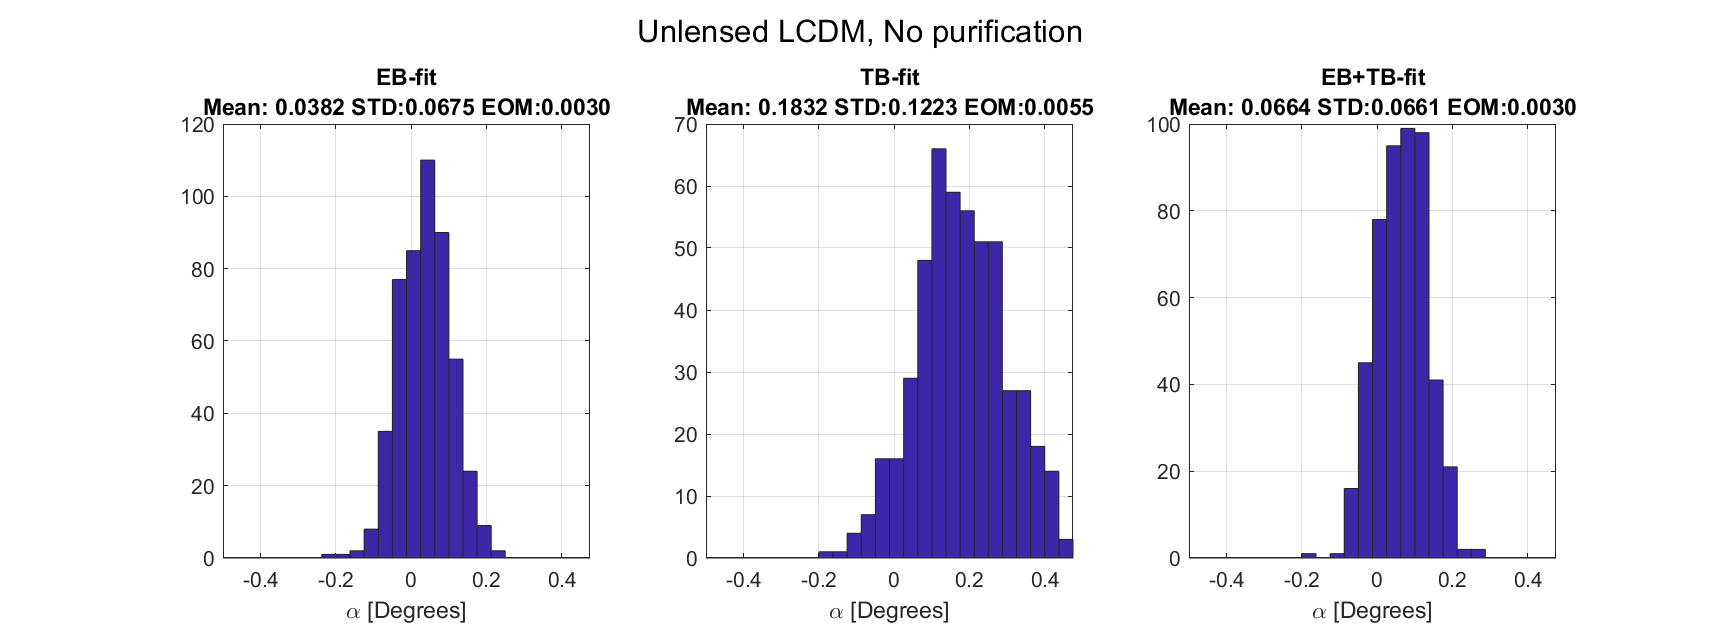 Unlensed LCDM, No purification
EB-fit
Mean: 0.0382 STD:0.0675 EOM:0.0030
120
100
80
60
40
20
0
-0.4 -0.2 0 0.2 0.4
α [Degrees]
TB-fit
Mean: 0.1832 STD:0.1223 EOM:0.0055
70
60
50
40
30
20
10
0
-0.4 -0.2 0 0.2 0.4
α [Degrees]
EB+TB-fit
Mean: 0.0664 STD:0.0661 EOM:0.0030
100
80
60
40
20
0
-0.4 -0.2 0 0.2 0.4
α [Degrees]